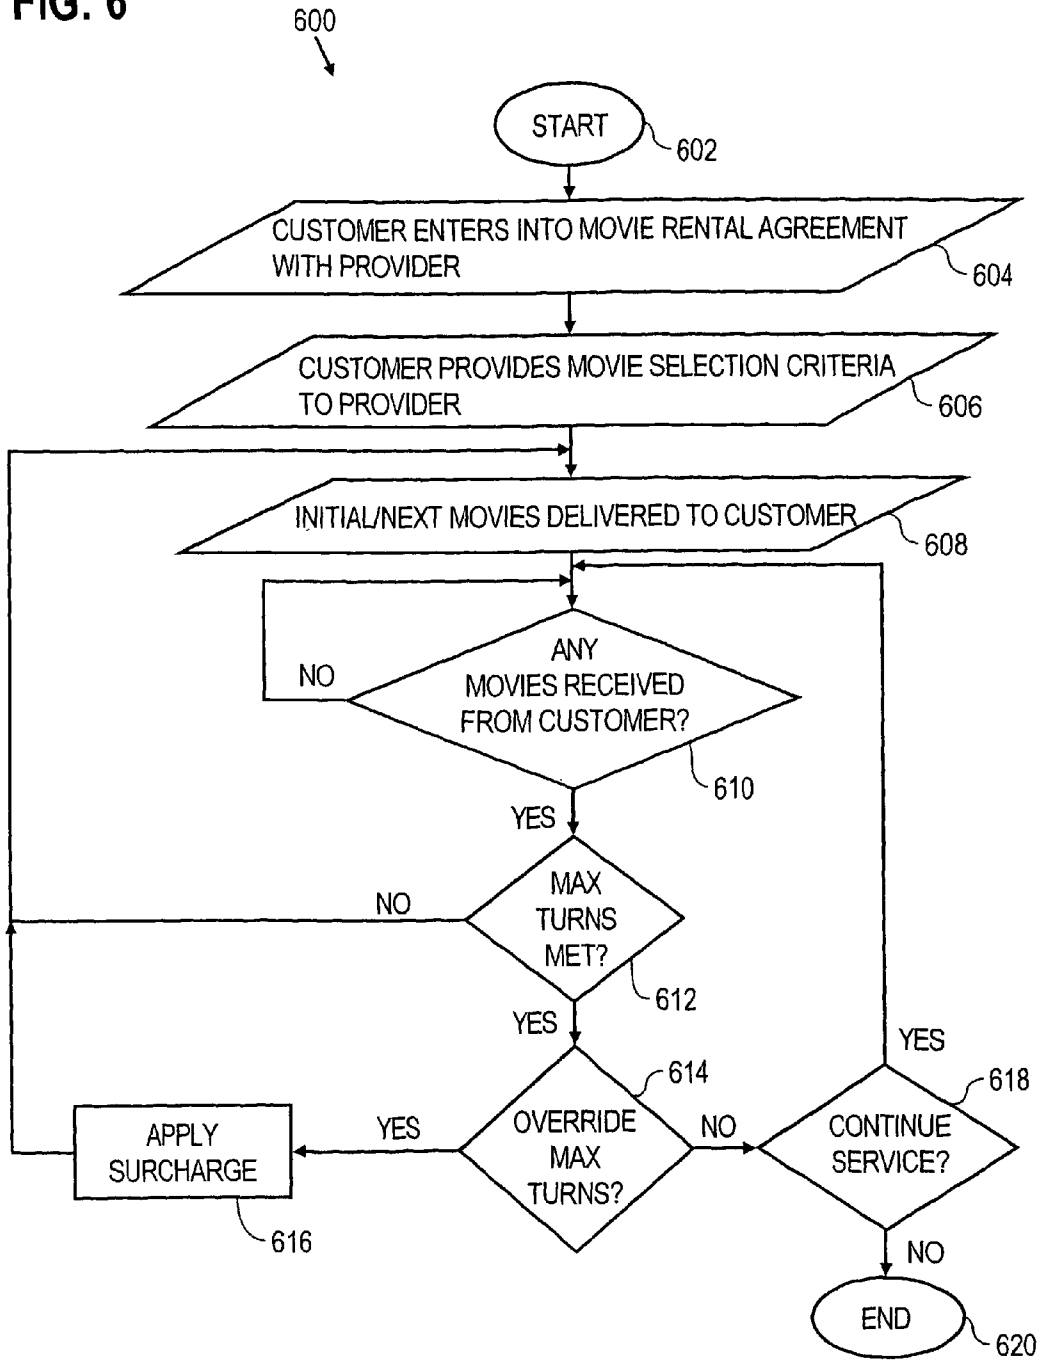 FIG. 6
600
START
602
CUSTOMER ENTERS INTO MOVIE RENTAL AGREEMENT
WITH PROVIDER
604
CUSTOMER PROVIDES MOVIE SELECTION CRITERIA
TO PROVIDER
606
INITIAL/NEXT MOVIES DELIVERED TO CUSTOMER
608
ANY
MOVIES RECEIVED
FROM CUSTOMER?
NO
610
YES
MAX
TURNS
MET?
NO
612
YES
614
OVERRIDE
MAX
TURNS?
YES
APPLY
SURCHARGE
616
NO
YES
618
CONTINUE
SERVICE?
NO
END
620